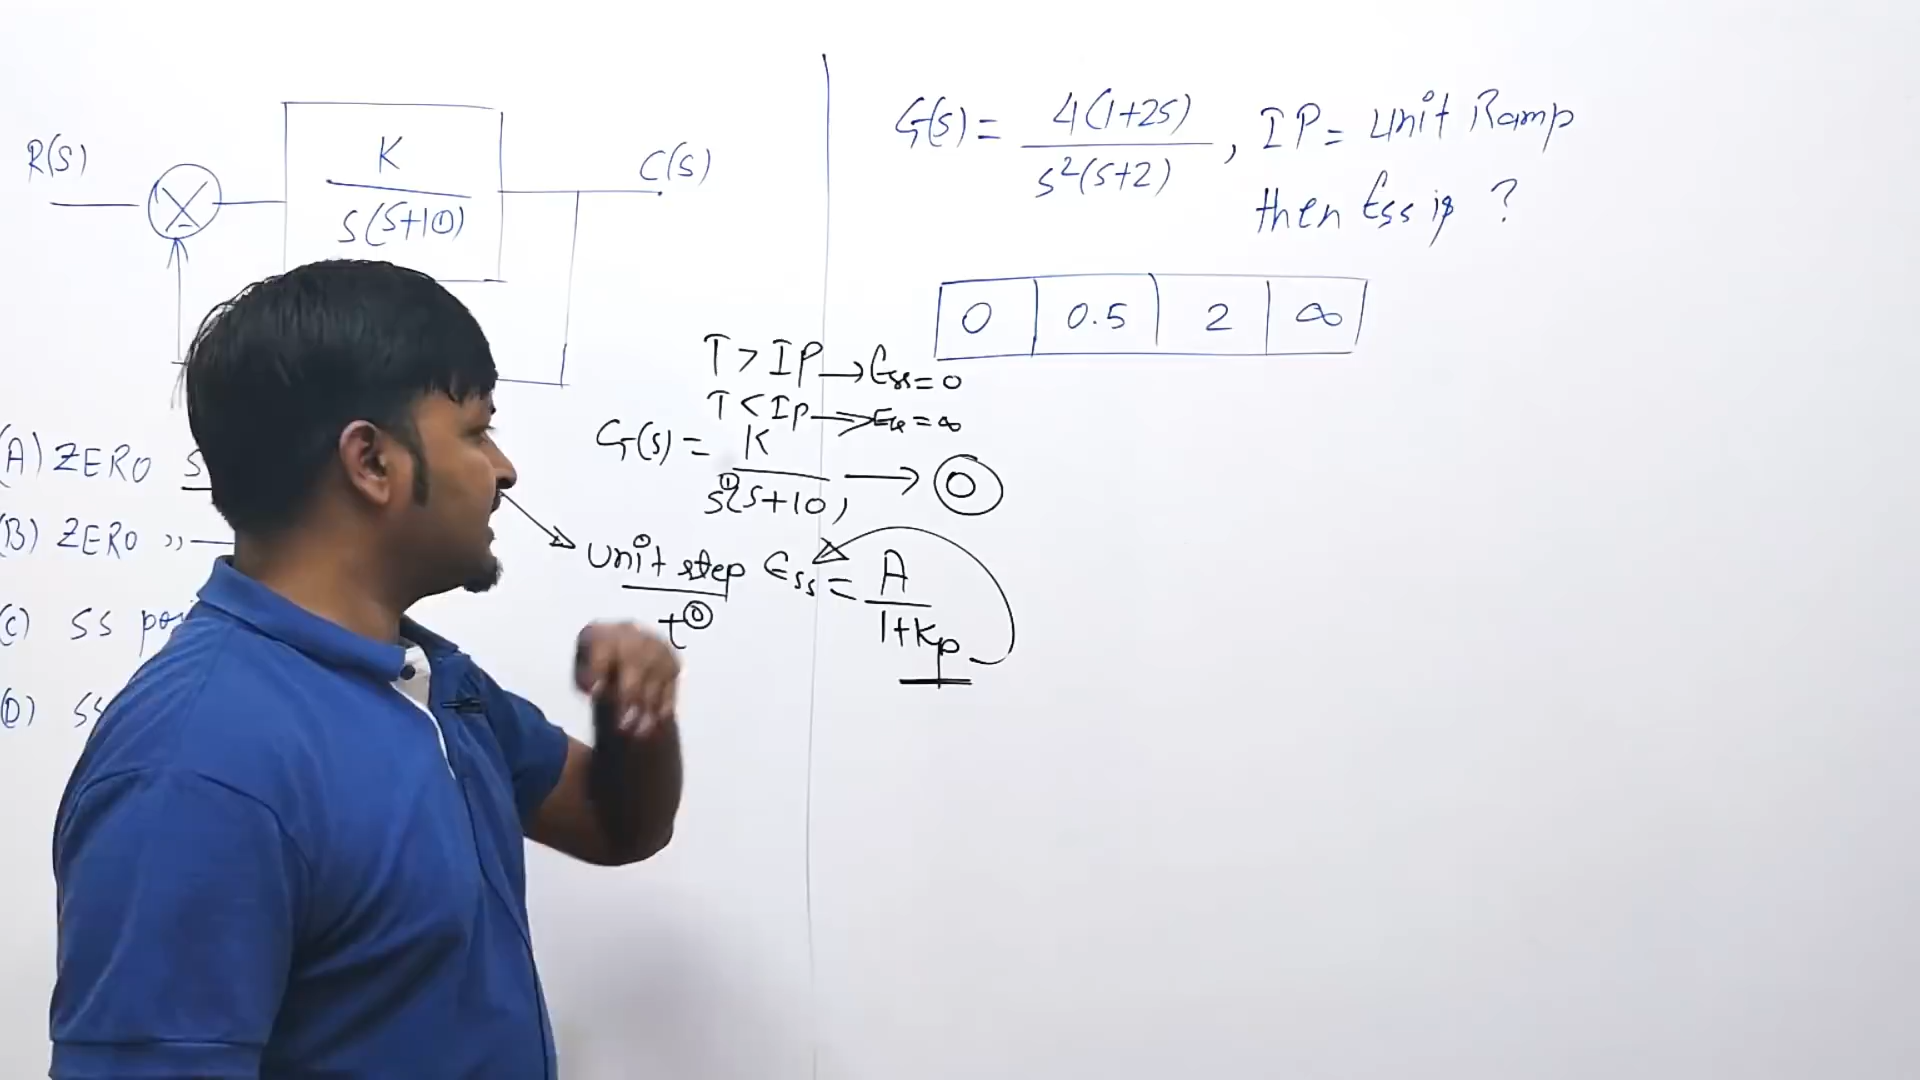 R(S)
K
S(S+10)
C(S)
(A) ZERO S
(B) ZERO ,,
(C) SS
(D) SS
T > IP → Ess = 0
T < Ip → Ess = ∞
G(s) = K
s(s+10) → 0
1
Unit step Ess = A
1+Kp
t⁰
G(s) = 4(1+2s)
s²(s+2) , IP = Unit Ramp
then Ess is ?
0 0.5 2 ∞